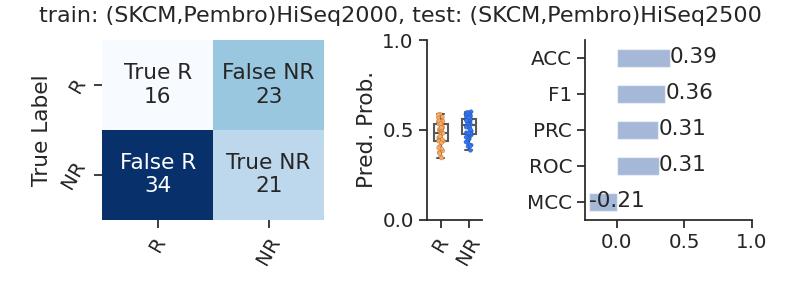 train: (SKCM,Pembro)HiSeq2000, test: (SKCM,Pembro)HiSeq2500
True Label
R
NR
True R
16
False NR
23
False R
34
True NR
21
R
NR
Pred. Prob.
1.0
0.5
0.0
R
NR
ACC
0.39
F1
0.36
PRC
0.31
ROC
0.31
MCC
-0.21
0.0
0.5
1.0